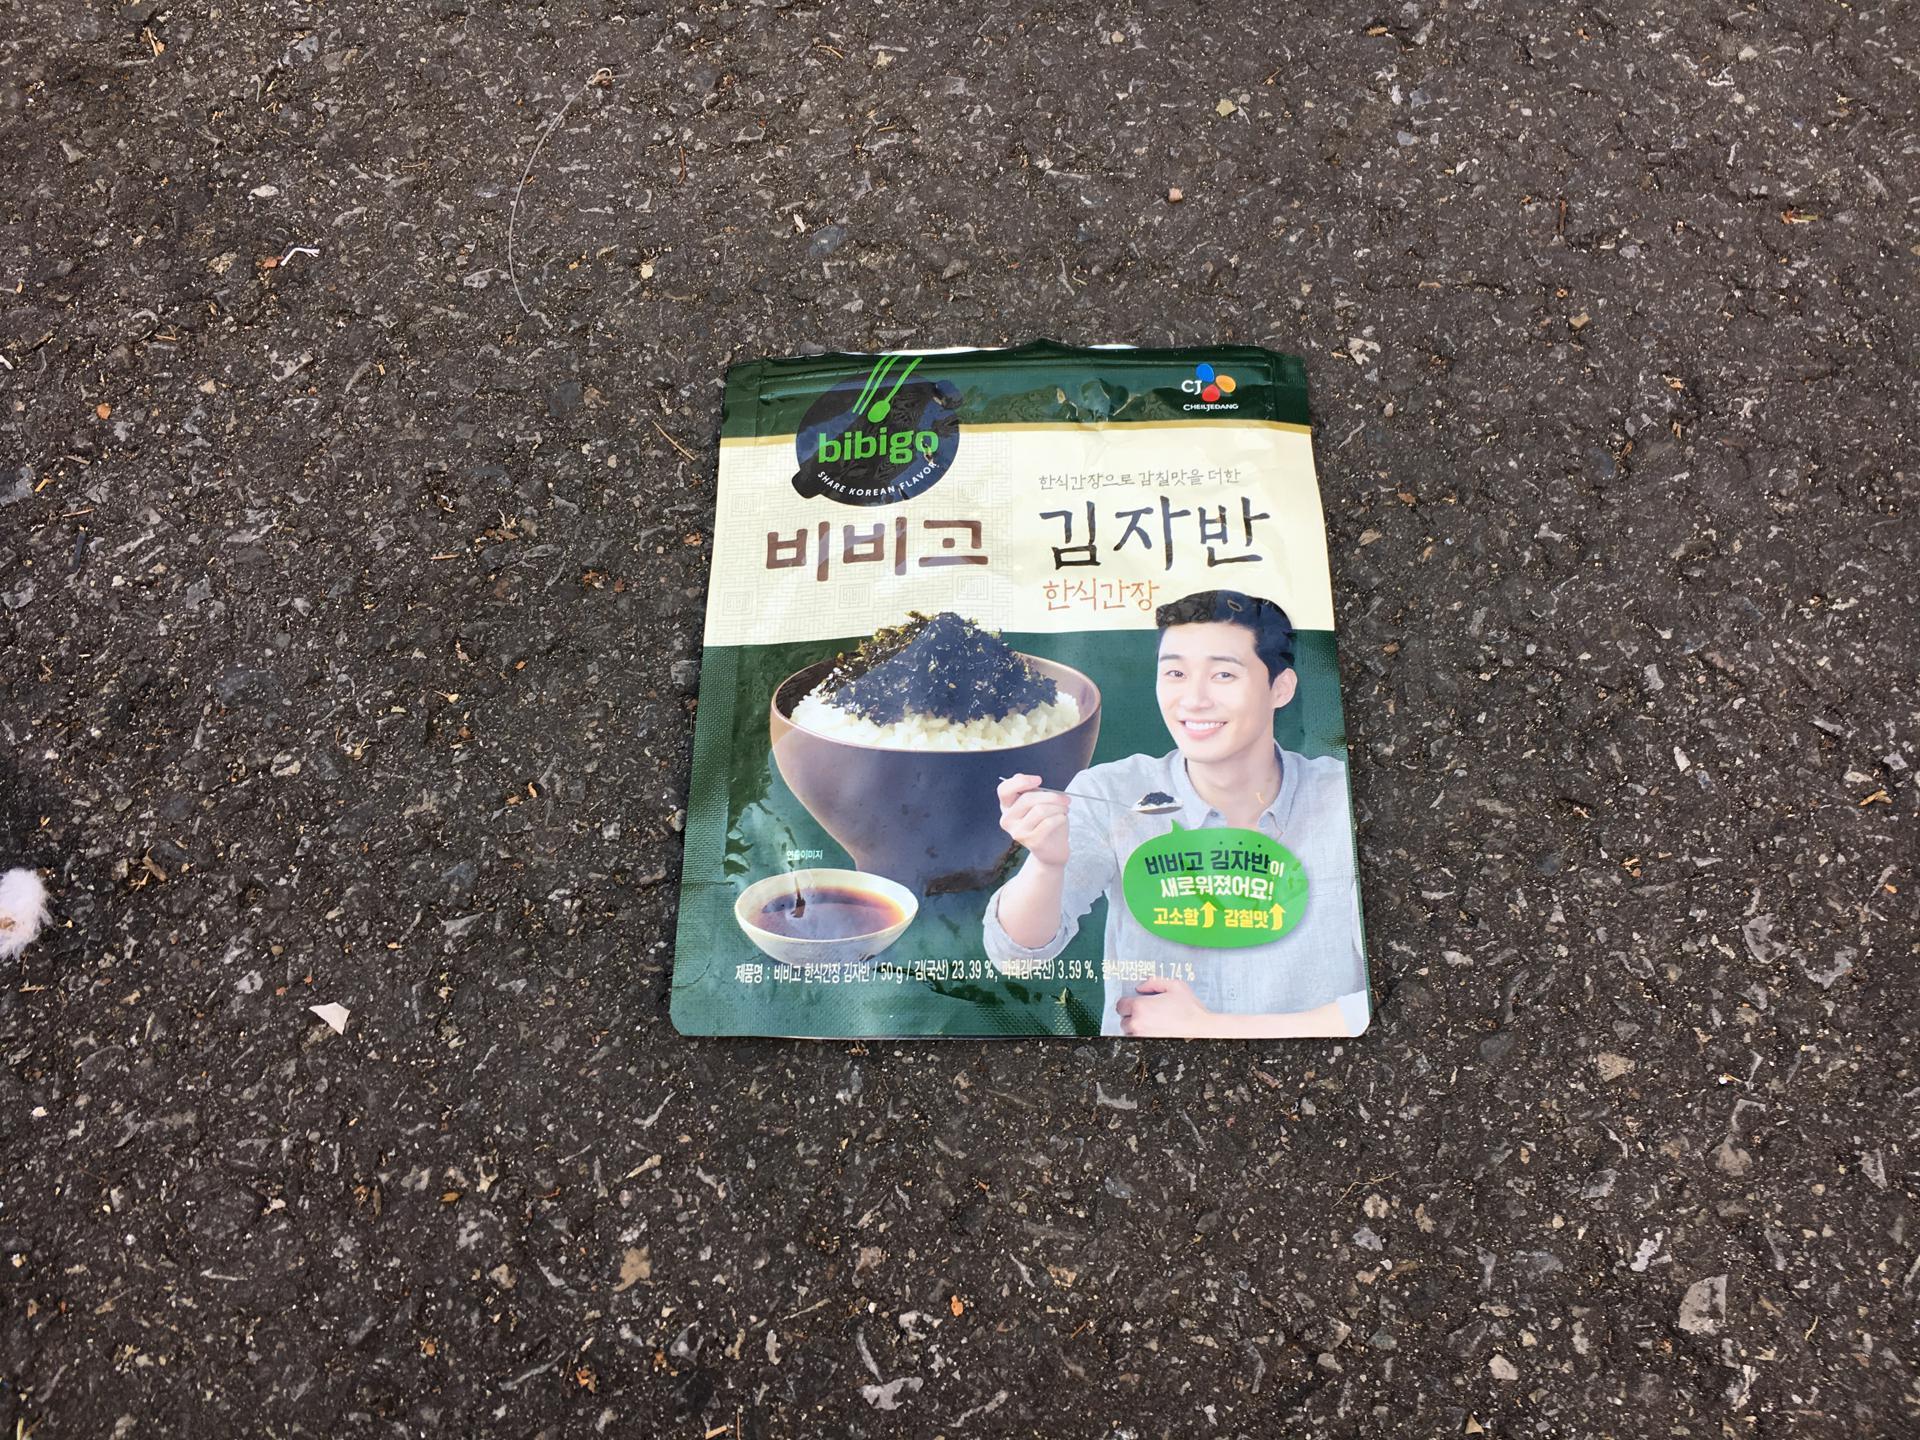 bibigo
SHARE KOREAN FLAVOR
CJ
CHEILJEDANG
한식간장으로 감칠맛을 더한
비비고 김자반
한식간장
연출이미지
비비고 김자반이
새로워졌어요!
고소함↑ 감칠맛↑
제품명 : 비비고 한식간장 김자반 / 50 g / 김(국산) 23.39 %, 파래김(국산) 3.59 %, 한식간장원액 1.74 %